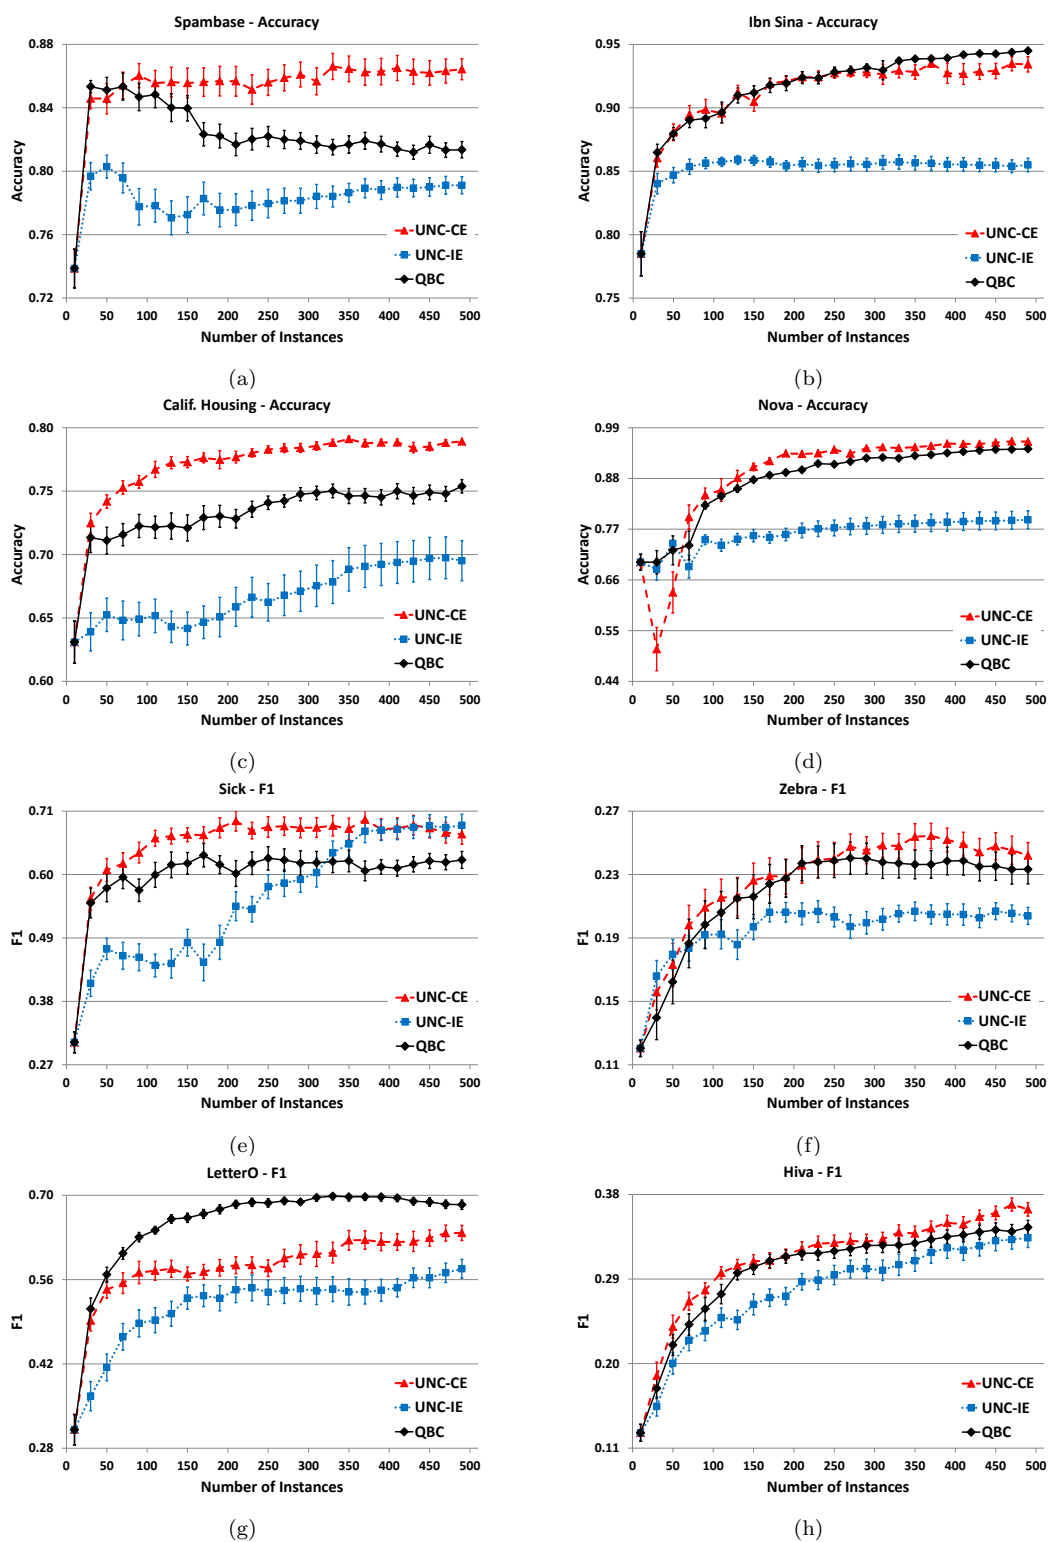 Spambase - Accuracy
0.88
0.84
0.80
0.76
0.72
Accuracy
UNC-CE
UNC-IE
QBC
0 50 100 150 200 250 300 350 400 450 500
Number of Instances
(a)
Ibn Sina - Accuracy
0.95
0.90
0.85
0.80
0.75
Accuracy
UNC-CE
UNC-IE
QBC
0 50 100 150 200 250 300 350 400 450 500
Number of Instances
(b)
Calif. Housing - Accuracy
0.80
0.75
0.70
0.65
0.60
Accuracy
UNC-CE
UNC-IE
QBC
0 50 100 150 200 250 300 350 400 450 500
Number of Instances
(c)
Nova - Accuracy
0.99
0.88
0.77
0.66
0.55
0.44
Accuracy
UNC-CE
UNC-IE
QBC
0 50 100 150 200 250 300 350 400 450 500
Number of Instances
(d)
Sick - F1
0.71
0.60
0.49
0.38
0.27
F1
UNC-CE
UNC-IE
QBC
0 50 100 150 200 250 300 350 400 450 500
Number of Instances
(e)
Zebra - F1
0.27
0.23
0.19
0.15
0.11
F1
UNC-CE
UNC-IE
QBC
0 50 100 150 200 250 300 350 400 450 500
Number of Instances
(f)
LetterO - F1
0.70
0.56
0.42
0.28
F1
UNC-CE
UNC-IE
QBC
0 50 100 150 200 250 300 350 400 450 500
Number of Instances
(g)
Hiva - F1
0.38
0.29
0.20
0.11
F1
UNC-CE
UNC-IE
QBC
0 50 100 150 200 250 300 350 400 450 500
Number of Instances
(h)